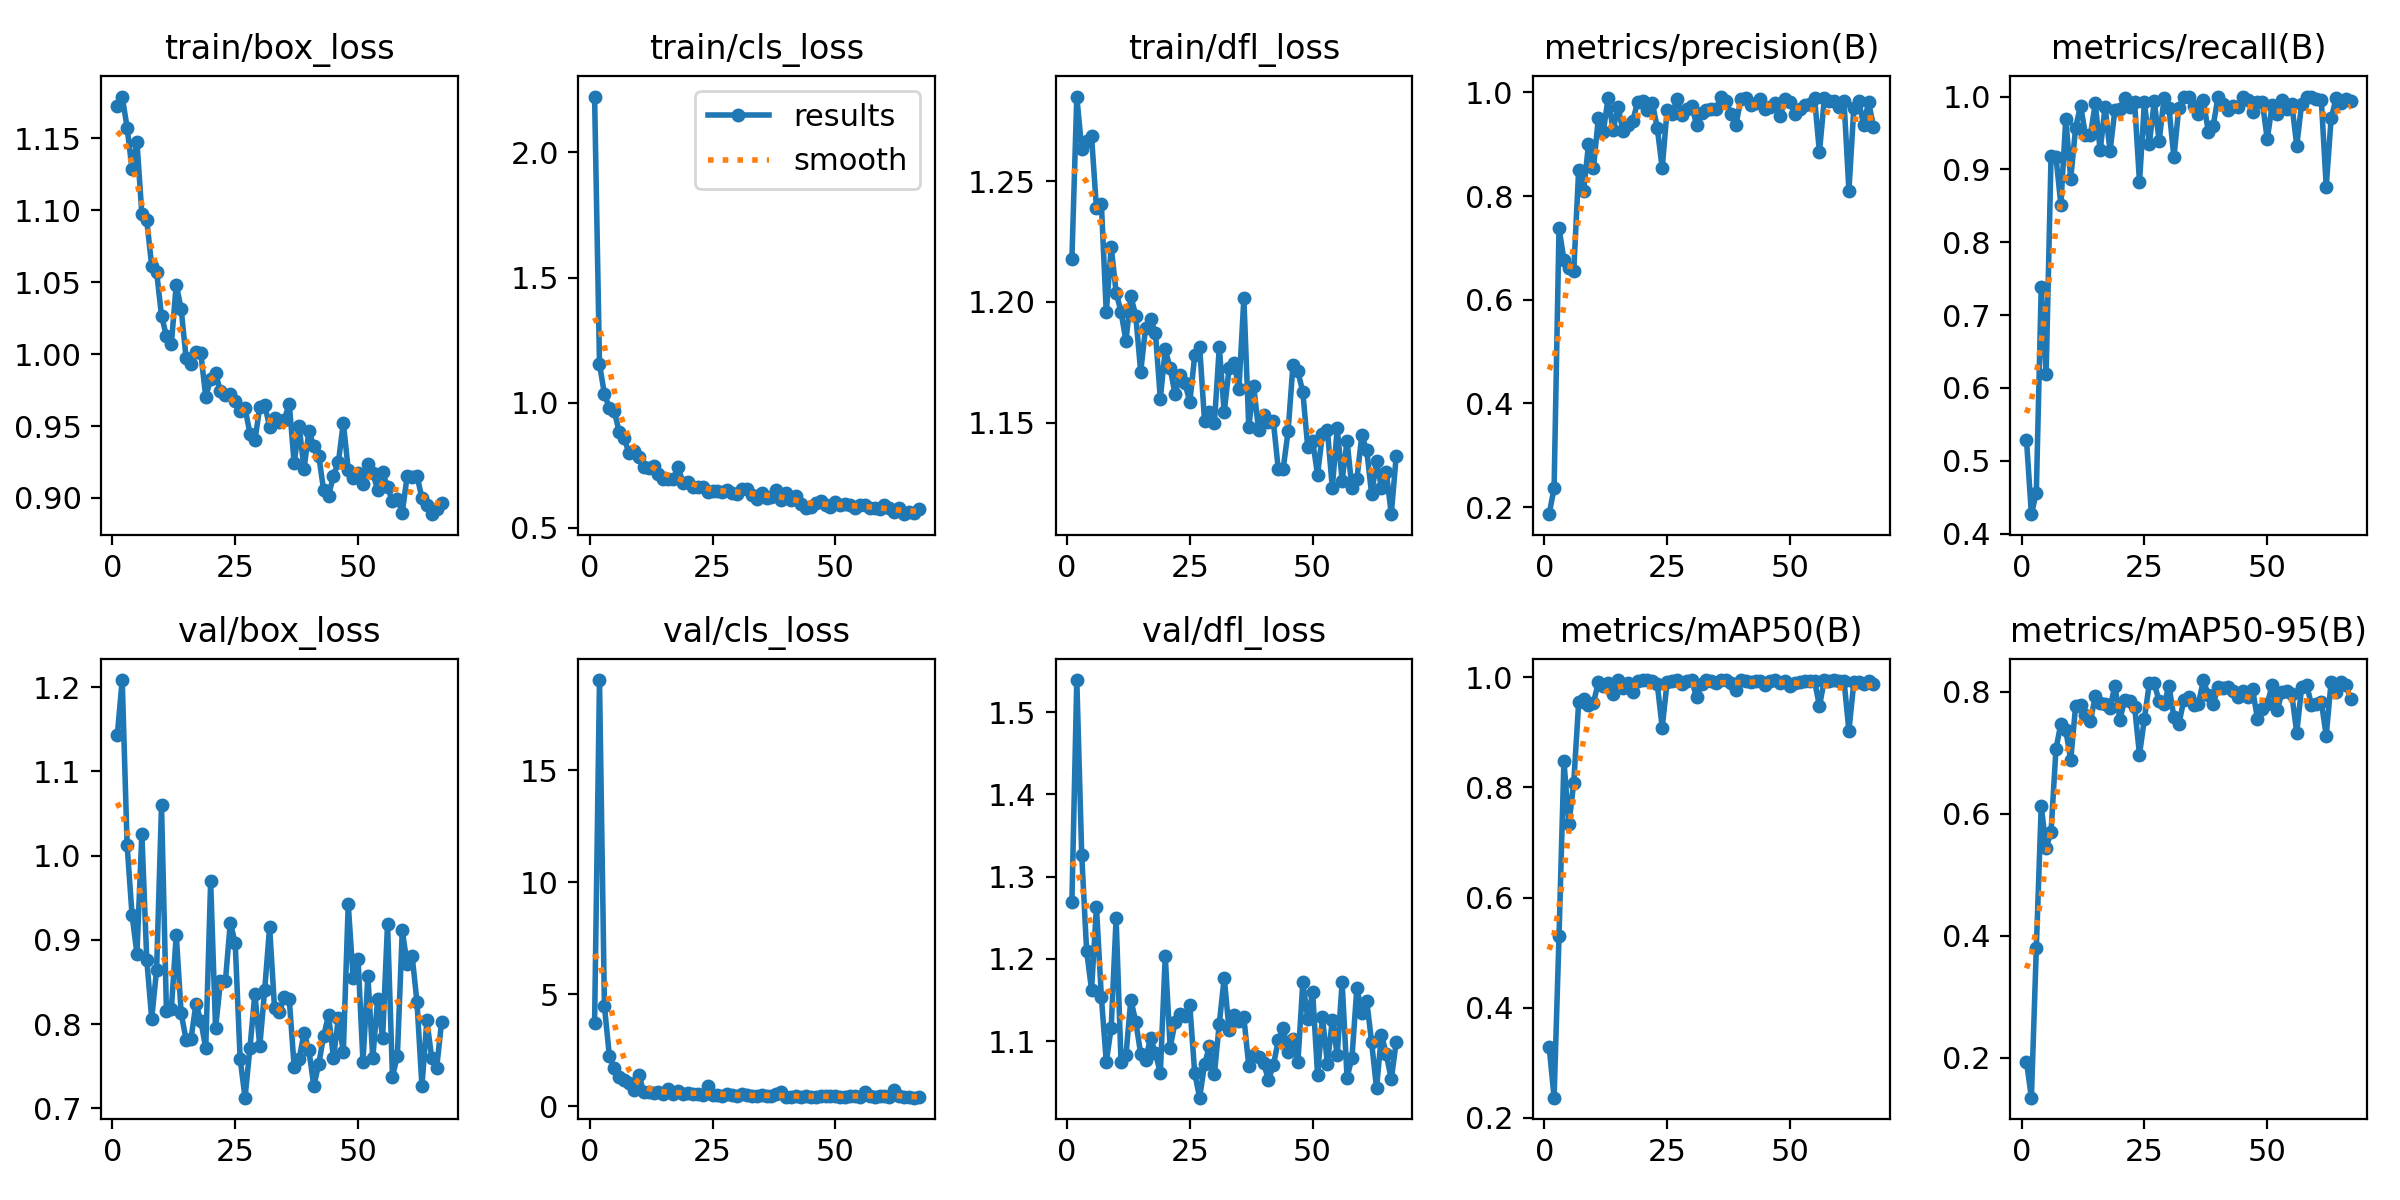 train/box_loss
1.15
1.10
1.05
1.00
0.95
0.90
0 25 50
train/cls_loss
results
smooth
2.0
1.5
1.0
0.5
0 25 50
train/dfl_loss
1.25
1.20
1.15
0 25 50
metrics/precision(B)
1.0
0.8
0.6
0.4
0.2
0 25 50
metrics/recall(B)
1.0
0.9
0.8
0.7
0.6
0.5
0.4
0 25 50
val/box_loss
1.2
1.1
1.0
0.9
0.8
0.7
0 25 50
val/cls_loss
15
10
5
0
0 25 50
val/dfl_loss
1.5
1.4
1.3
1.2
1.1
0 25 50
metrics/mAP50(B)
1.0
0.8
0.6
0.4
0.2
0 25 50
metrics/mAP50-95(B)
0.8
0.6
0.4
0.2
0 25 50